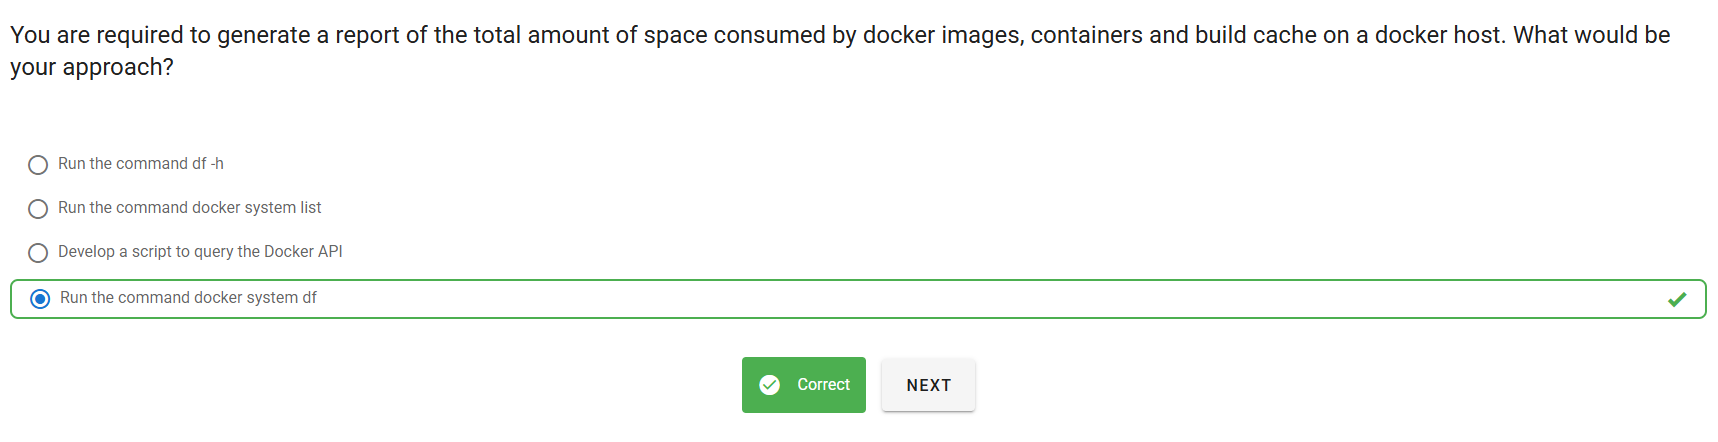 You are required to generate a report of the total amount of space consumed by docker images, containers and build cache on a docker host. What would be
your approach?
Run the command df -h
Run the command docker system list
Develop a script to query the Docker API
Run the command docker system df
Correct
NEXT